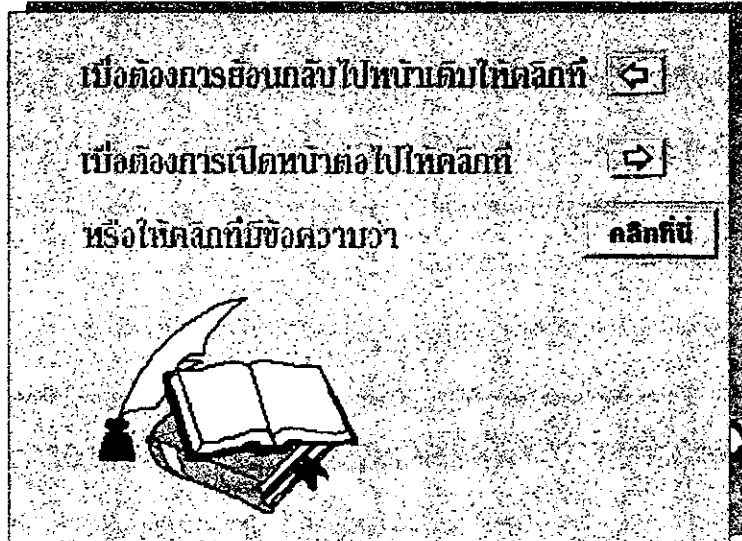 เมื่อต้องการย้อนกลับไปหน้าเดิมให้คลิกที่
เมื่อต้องการเปิดหน้าต่อไปให้คลิกที่
หรือให้คลิกที่มีข้อความว่า คลิกที่นี่